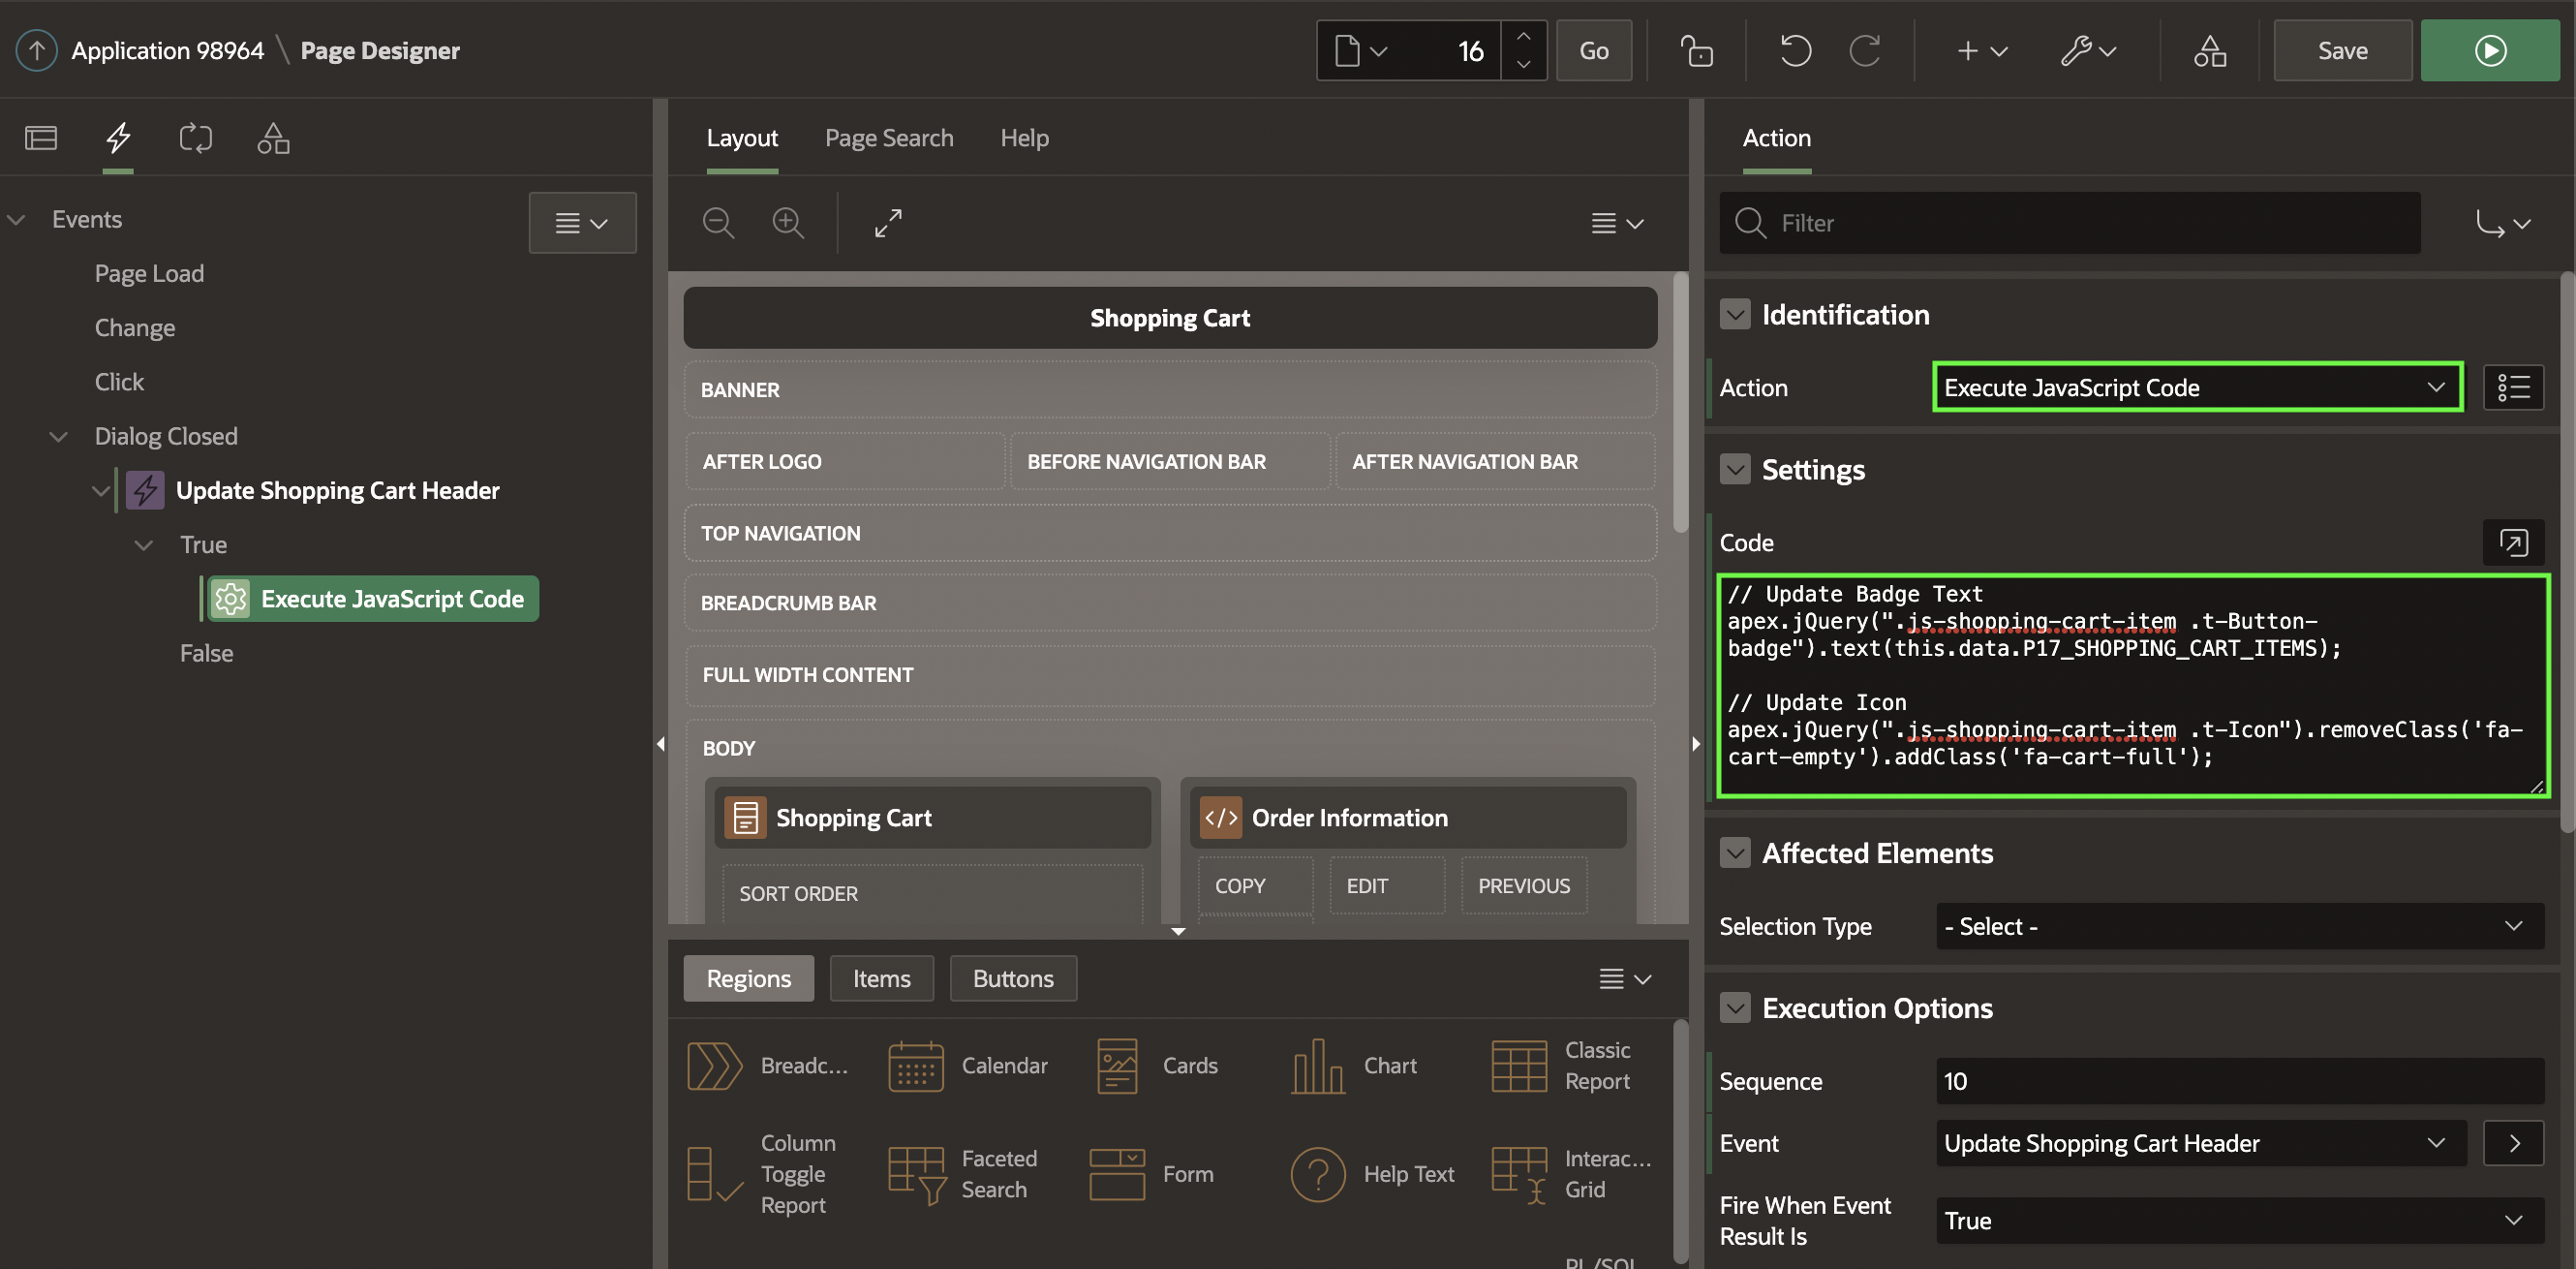 Application 98964 \ Page Designer
16
Go
Save
Events
Page Load
Change
Click
Dialog Closed
Update Shopping Cart Header
True
Execute JavaScript Code
False
Layout
Page Search
Help
Shopping Cart
BANNER
AFTER LOGO
BEFORE NAVIGATION BAR
AFTER NAVIGATION BAR
TOP NAVIGATION
BREADCRUMB BAR
FULL WIDTH CONTENT
BODY
Shopping Cart
SORT ORDER
Order Information
COPY
EDIT
PREVIOUS
Regions
Items
Buttons
Breadc...
Calendar
Cards
Chart
Classic
Report
Column
Toggle
Report
Faceted
Search
Form
Help Text
Interac...
Grid
PL/SQL
Action
Filter
Identification
Action
Execute JavaScript Code
Settings
Code
// Update Badge Text
apex.jQuery(".js-shopping-cart-item .t-Button-
badge").text(this.data.P17_SHOPPING_CART_ITEMS);
// Update Icon
apex.jQuery(".js-shopping-cart-item .t-Icon").removeClass('fa-
cart-empty').addClass('fa-cart-full');
Affected Elements
Selection Type
- Select -
Execution Options
Sequence
10
Event
Update Shopping Cart Header
Fire When Event
Result Is
True